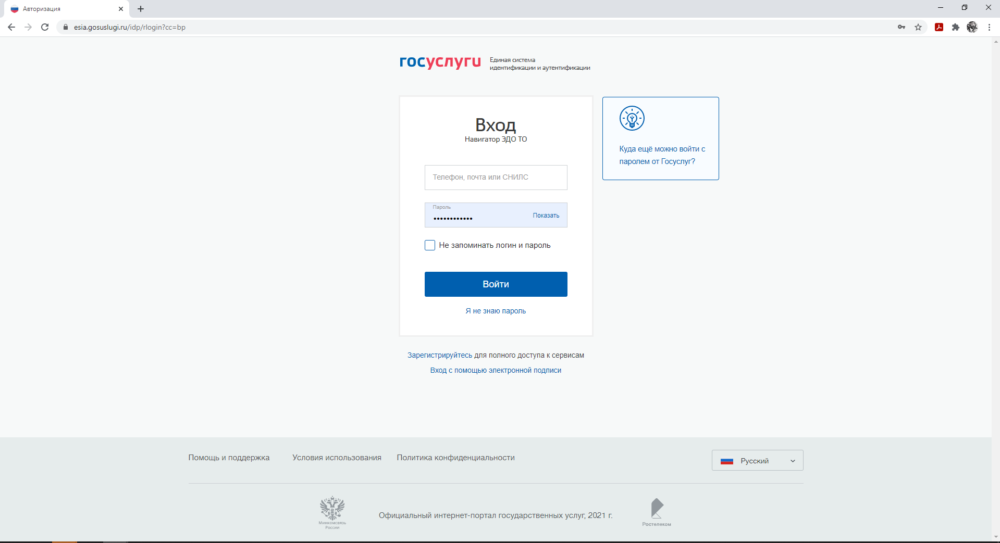 Авторизация
esia.gosuslugi.ru/idp/rlogin?cc=bp
госуслуги
Единая система
идентификации и аутентификации
Вход
Навигатор ЭДО ТО
Телефон, почта или СНИЛС
Пароль
••••••••••••
Показать
Не запоминать логин и пароль
Войти
Я не знаю пароль
Куда ещё можно войти с
паролем от Госуслуг?
Зарегистрируйтесь для полного доступа к сервисам
Вход с помощью электронной подписи
Помощь и поддержка
Условия использования
Политика конфиденциальности
Русский
Минкомсвязь
России
Официальный интернет-портал государственных услуг, 2021 г.
Ростелеком